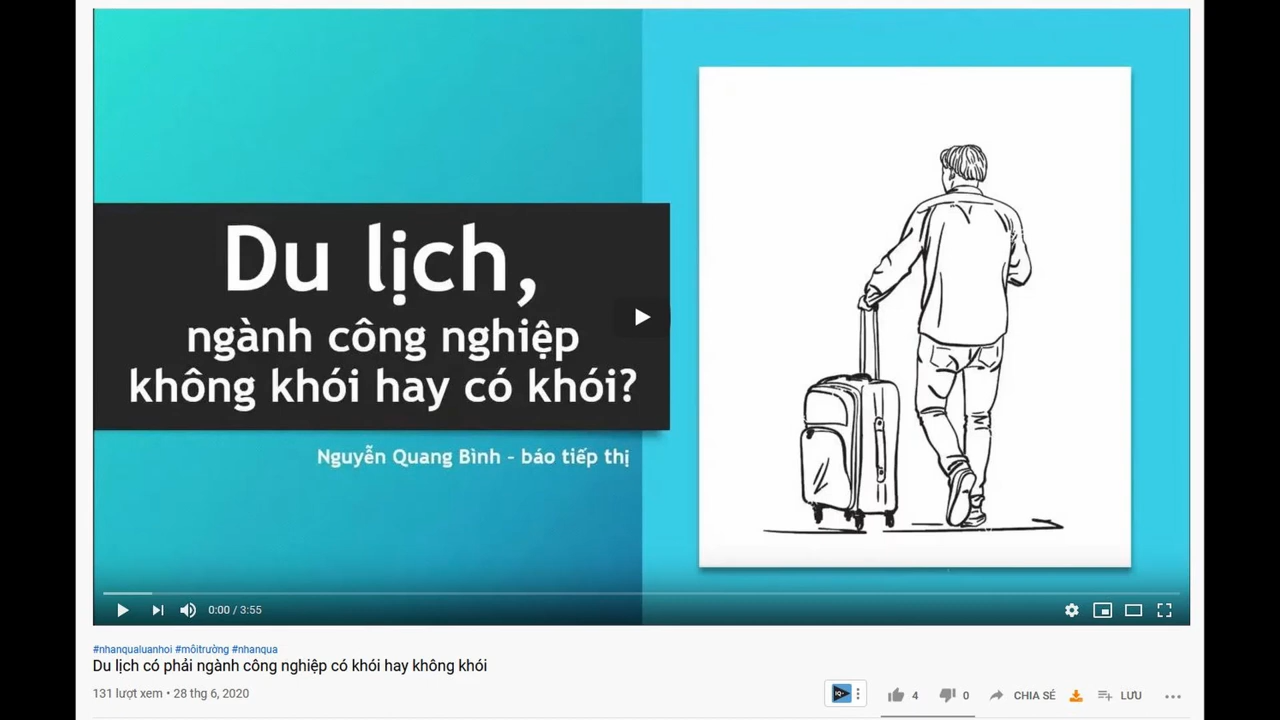 Du lịch,
ngành công nghiệp
không khói hay có khói?
Nguyễn Quang Bình - báo tiếp thị
0:00 / 3:55
#nhanqualuanhoi #môitrường #nhanqua
Du lịch có phải ngành công nghiệp có khói hay không khói
131 lượt xem • 28 thg 6, 2020
4 0 CHIA SẺ LƯU